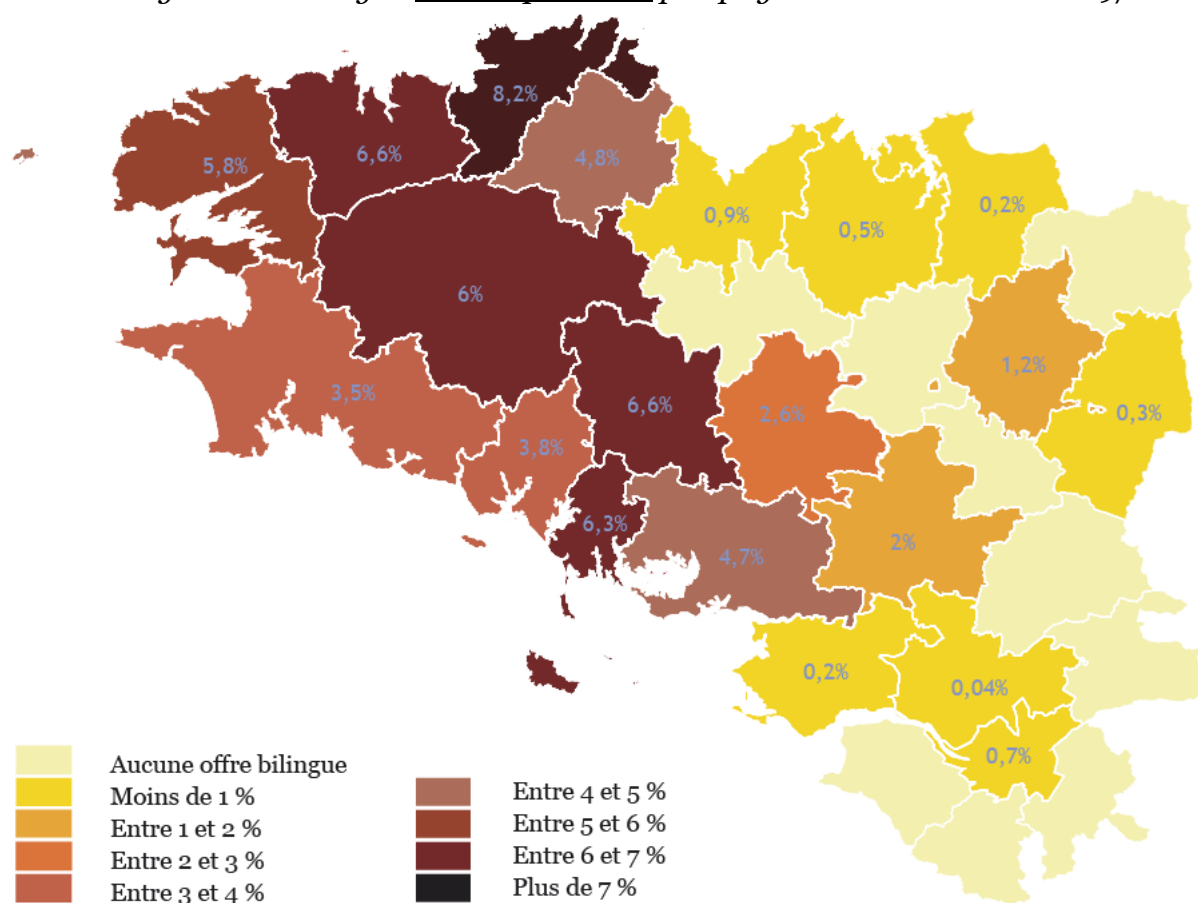 8,2%
6,6%
4,8%
5,8%
0,9%
0,5%
0,2%
6%
1,2%
3,5%
6,6%
2,6%
0,3%
3,8%
6,3%
4,7%
2%
0,2%
0,04%
0,7%
Aucune offre bilingue
Moins de 1 %
Entre 1 et 2 %
Entre 2 et 3 %
Entre 3 et 4 %
Entre 4 et 5 %
Entre 5 et 6 %
Entre 6 et 7 %
Plus de 7 %